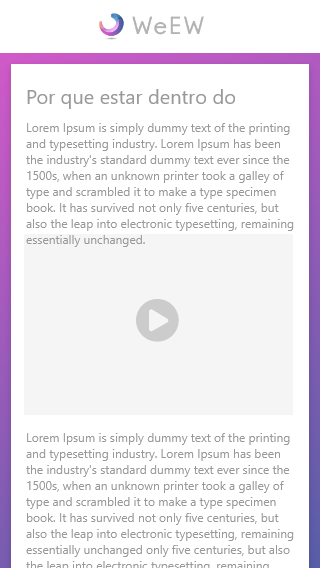 WeEW
Por que estar dentro do
Lorem Ipsum is simply dummy text of the printing
and typesetting industry. Lorem Ipsum has been
the industry's standard dummy text ever since the
1500s, when an unknown printer took a galley of
type and scrambled it to make a type specimen
book. It has survived not only five centuries, but
also the leap into electronic typesetting, remaining
essentially unchanged.
Lorem Ipsum is simply dummy text of the printing
and typesetting industry. Lorem Ipsum has been
the industry's standard dummy text ever since the
1500s, when an unknown printer took a galley of
type and scrambled it to make a type specimen
book. It has survived not only five centuries, but
also the leap into electronic typesetting, remaining
essentially unchanged only five centuries, but also
the leap into electronic typesetting, remaining